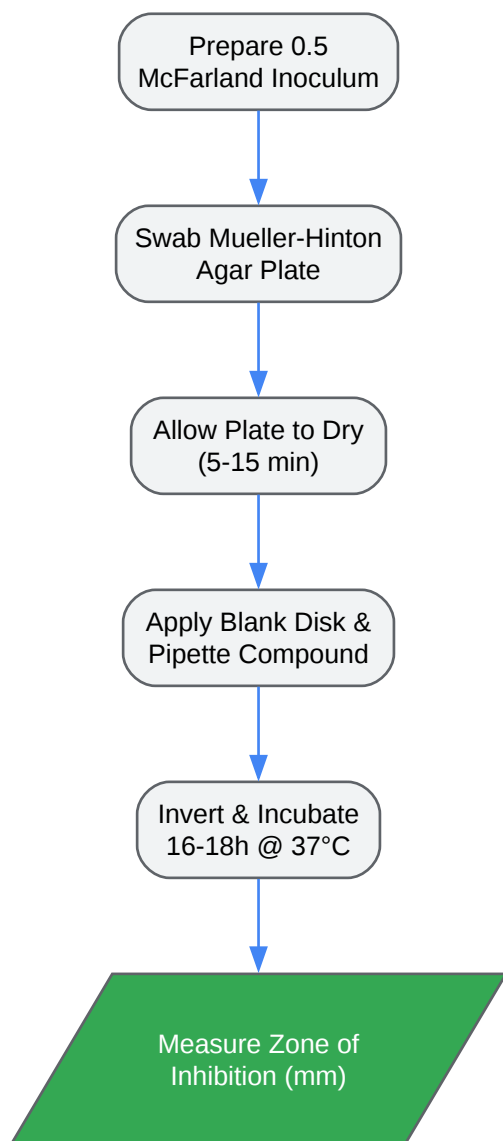 Prepare 0.5
McFarland Inoculum
Swab Mueller-Hinton
Agar Plate
Allow Plate to Dry
(5-15 min)
Apply Blank Disk &
Pipette Compound
Invert & Incubate
16-18h @ 37°C
Measure Zone of
Inhibition (mm)